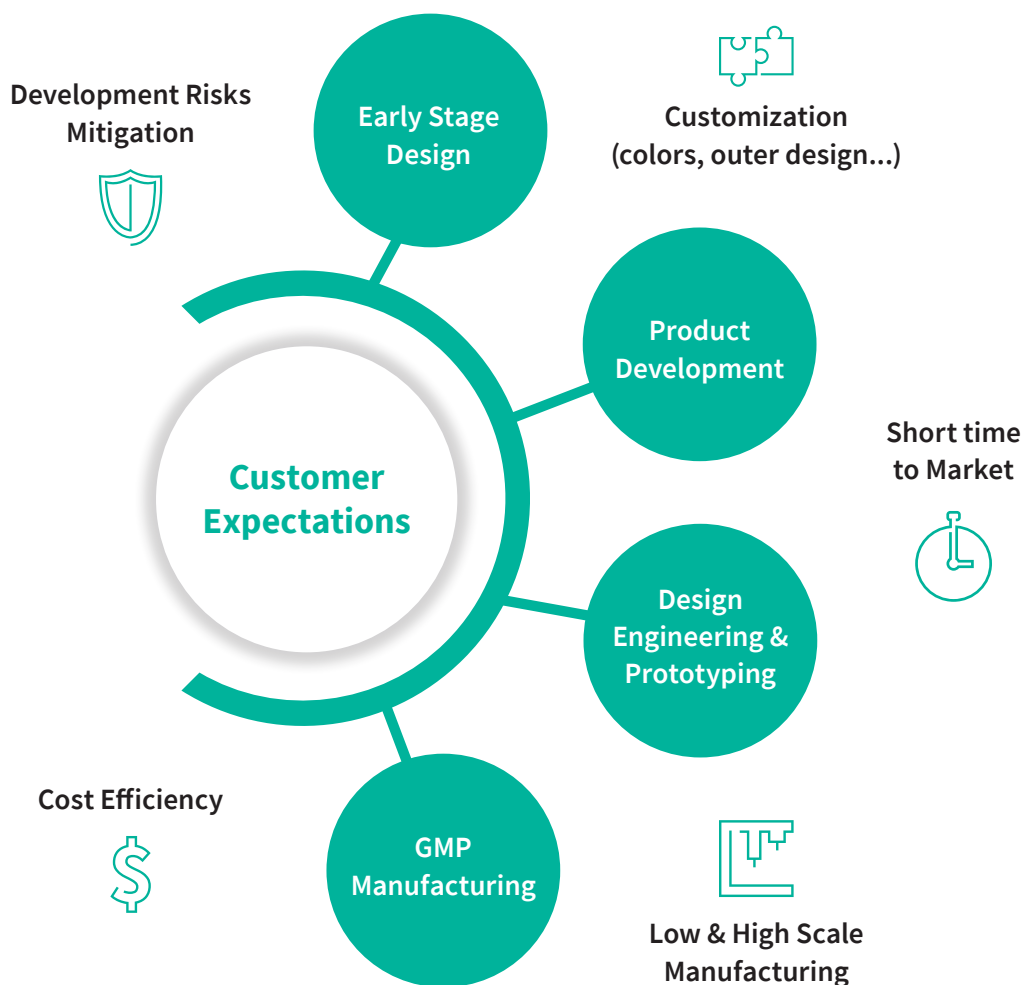 Development Risks
Mitigation
Early Stage
Design
Customization
(colors, outer design...)
Product
Development
Short time
to Market
Customer
Expectations
Design
Engineering &
Prototyping
Cost Efficiency
GMP
Manufacturing
Low & High Scale
Manufacturing